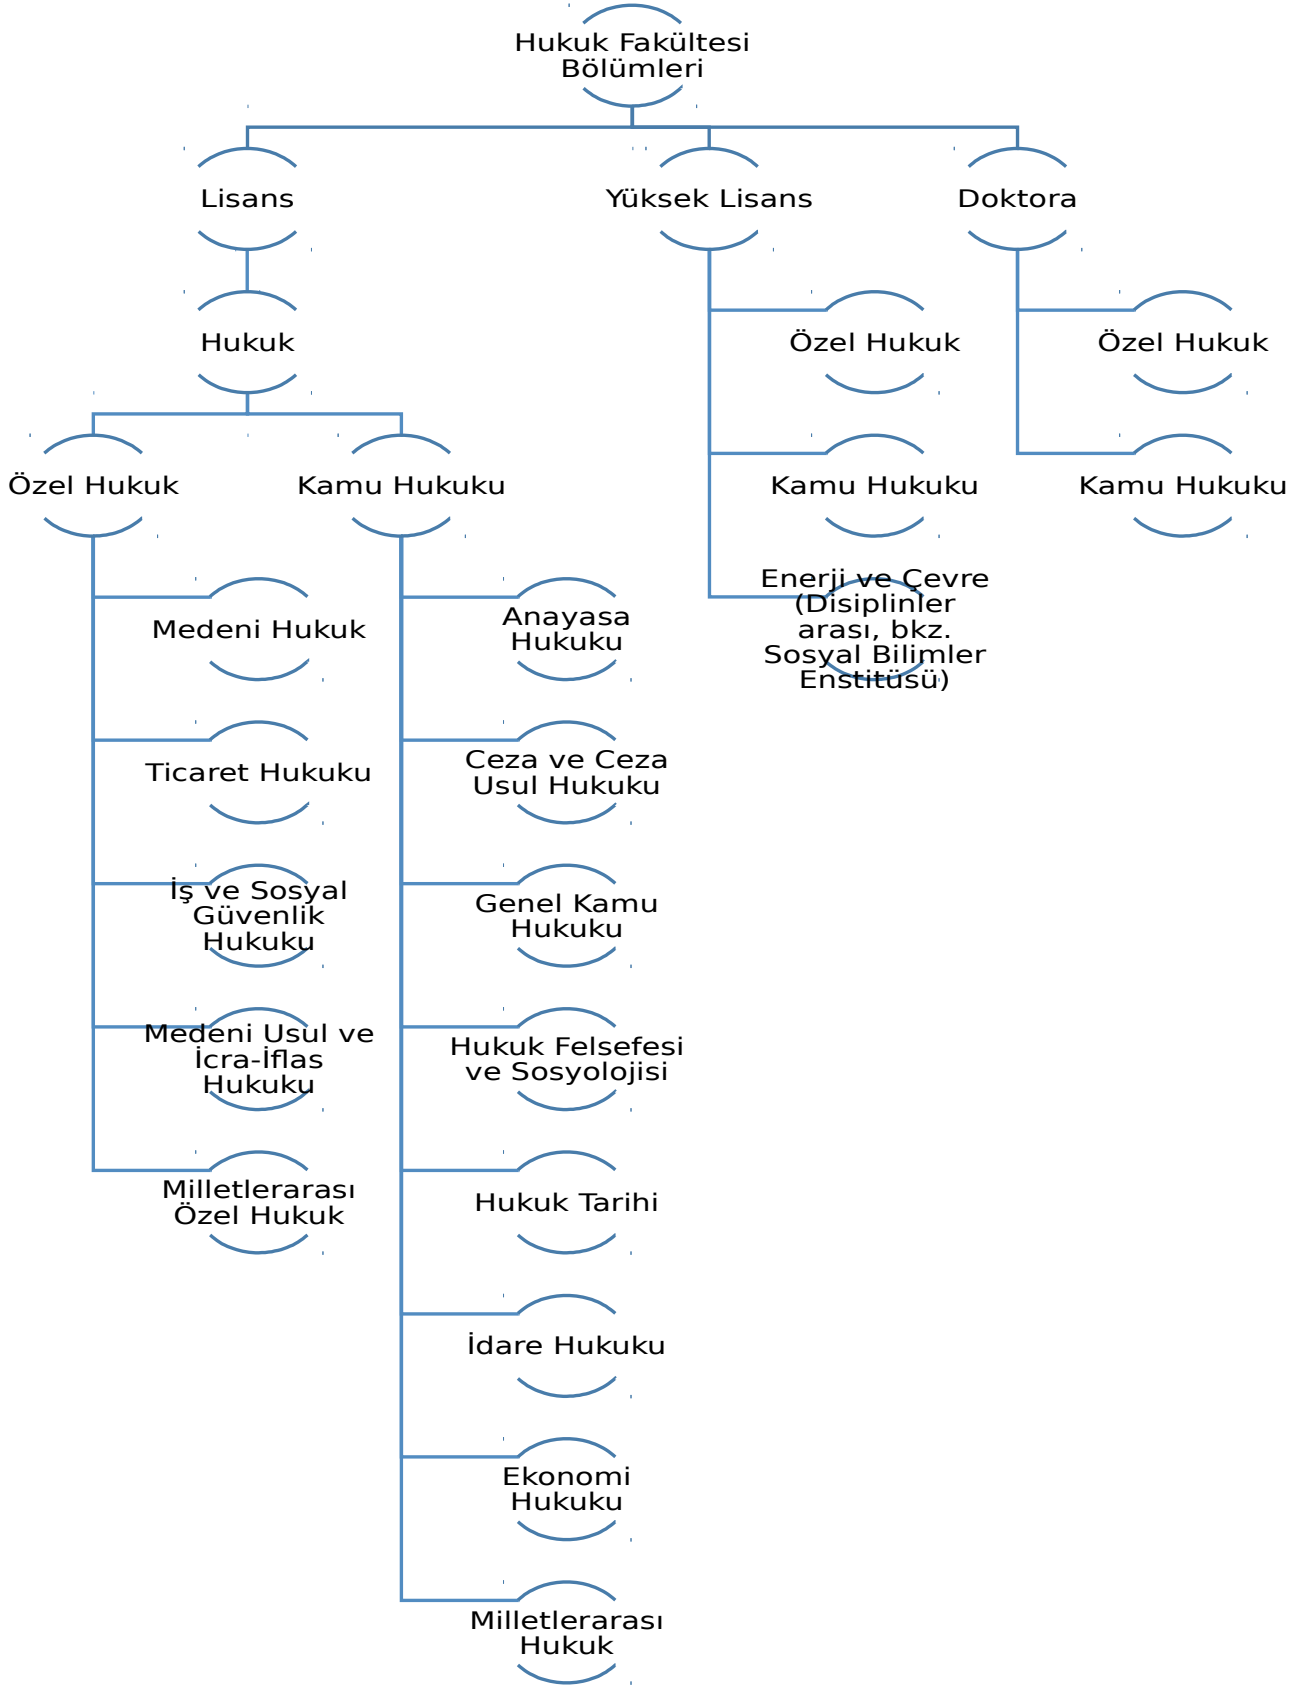 Hukuk Fakültesi
Bölümleri
Lisans
Yüksek Lisans
Doktora
Hukuk
Özel Hukuk
Özel Hukuk
Özel Hukuk
Kamu Hukuku
Kamu Hukuku
Kamu Hukuku
Medeni Hukuk
Anayasa
Hukuku
Enerji ve Çevre
(Disiplinler
arası, bkz.
Sosyal Bilimler
Enstitüsü)
Ticaret Hukuku
Ceza ve Ceza
Usul Hukuku
İş ve Sosyal
Güvenlik
Hukuku
Genel Kamu
Hukuku
Medeni Usul ve
İcra-İflas
Hukuku
Hukuk Felsefesi
ve Sosyolojisi
Milletlerarası
Özel Hukuk
Hukuk Tarihi
İdare Hukuku
Ekonomi
Hukuku
Milletlerarası
Hukuk